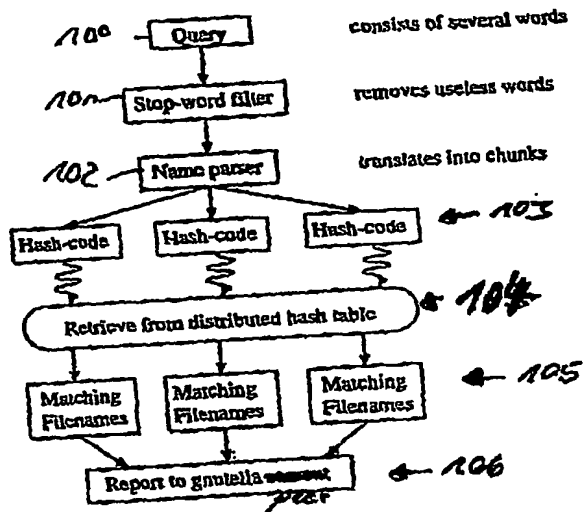 100 Query consists of several words
101 Stop-word filter removes useless words
102 Name parser translates into chunks
Hash-code Hash-code Hash-code 103
Retrieve from distributed hash table 104
Matching Matching Matching 105
Filenames Filenames Filenames
Report to gnutella 106
peer